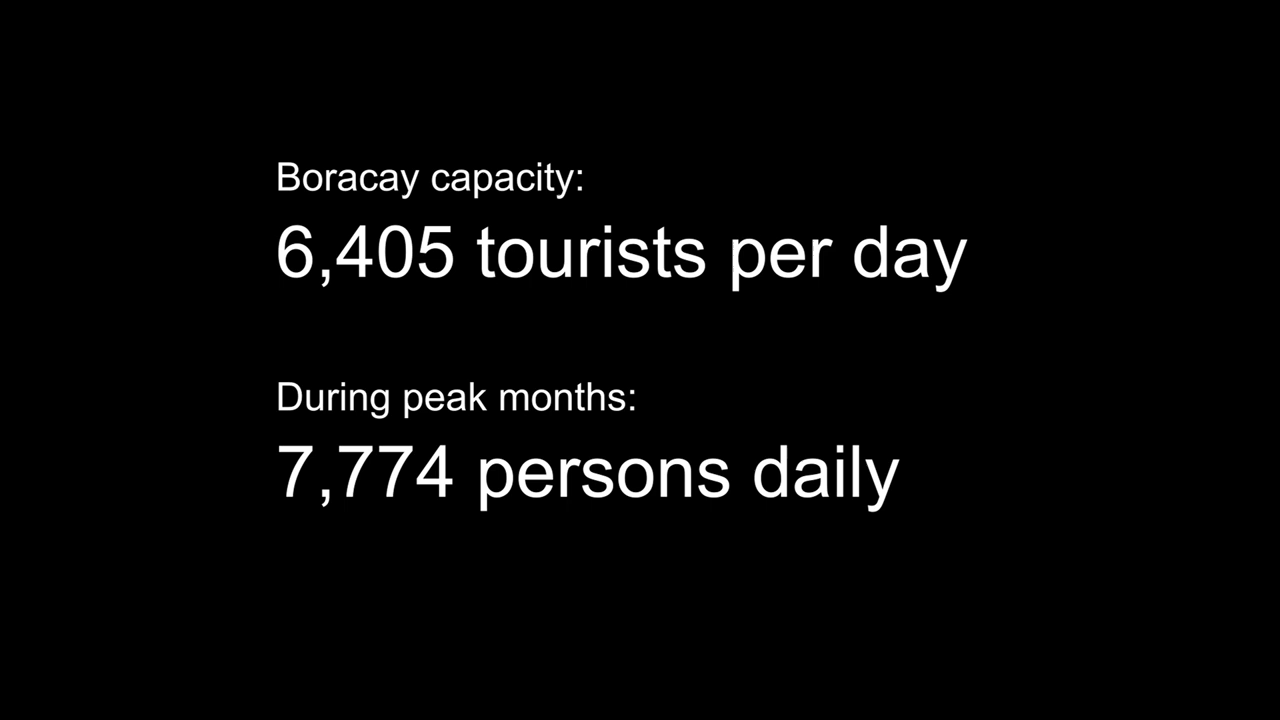 Boracay capacity:
6,405 tourists per day
During peak months:
7,774 persons daily